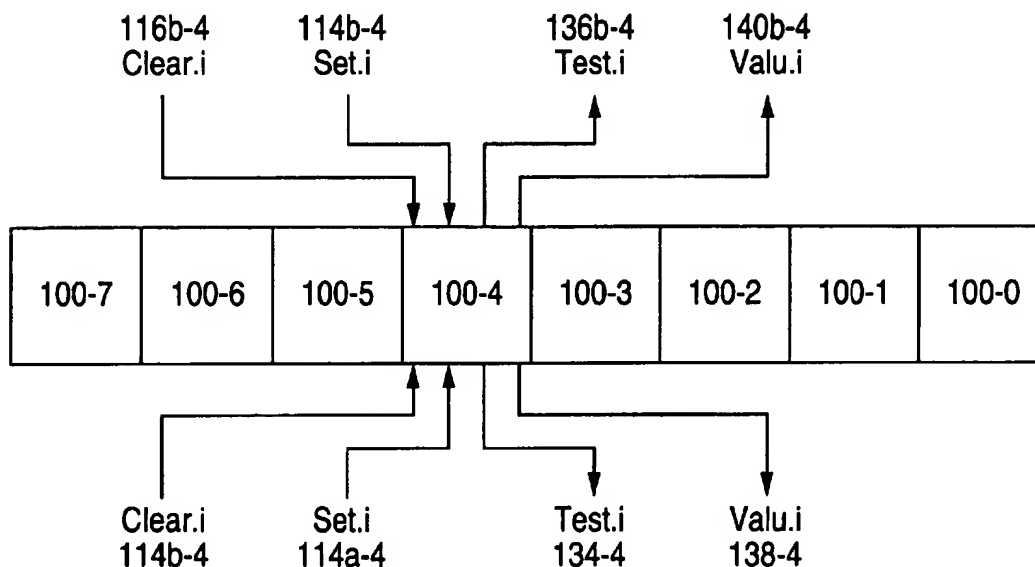 116b-4 114b-4 136b-4 140b-4
Clear.i Set.i Test.i Valu.i
100-7 100-6 100-5 100-4 100-3 100-2 100-1 100-0
Clear.i Set.i Test.i Valu.i
114b-4 114a-4 134-4 138-4